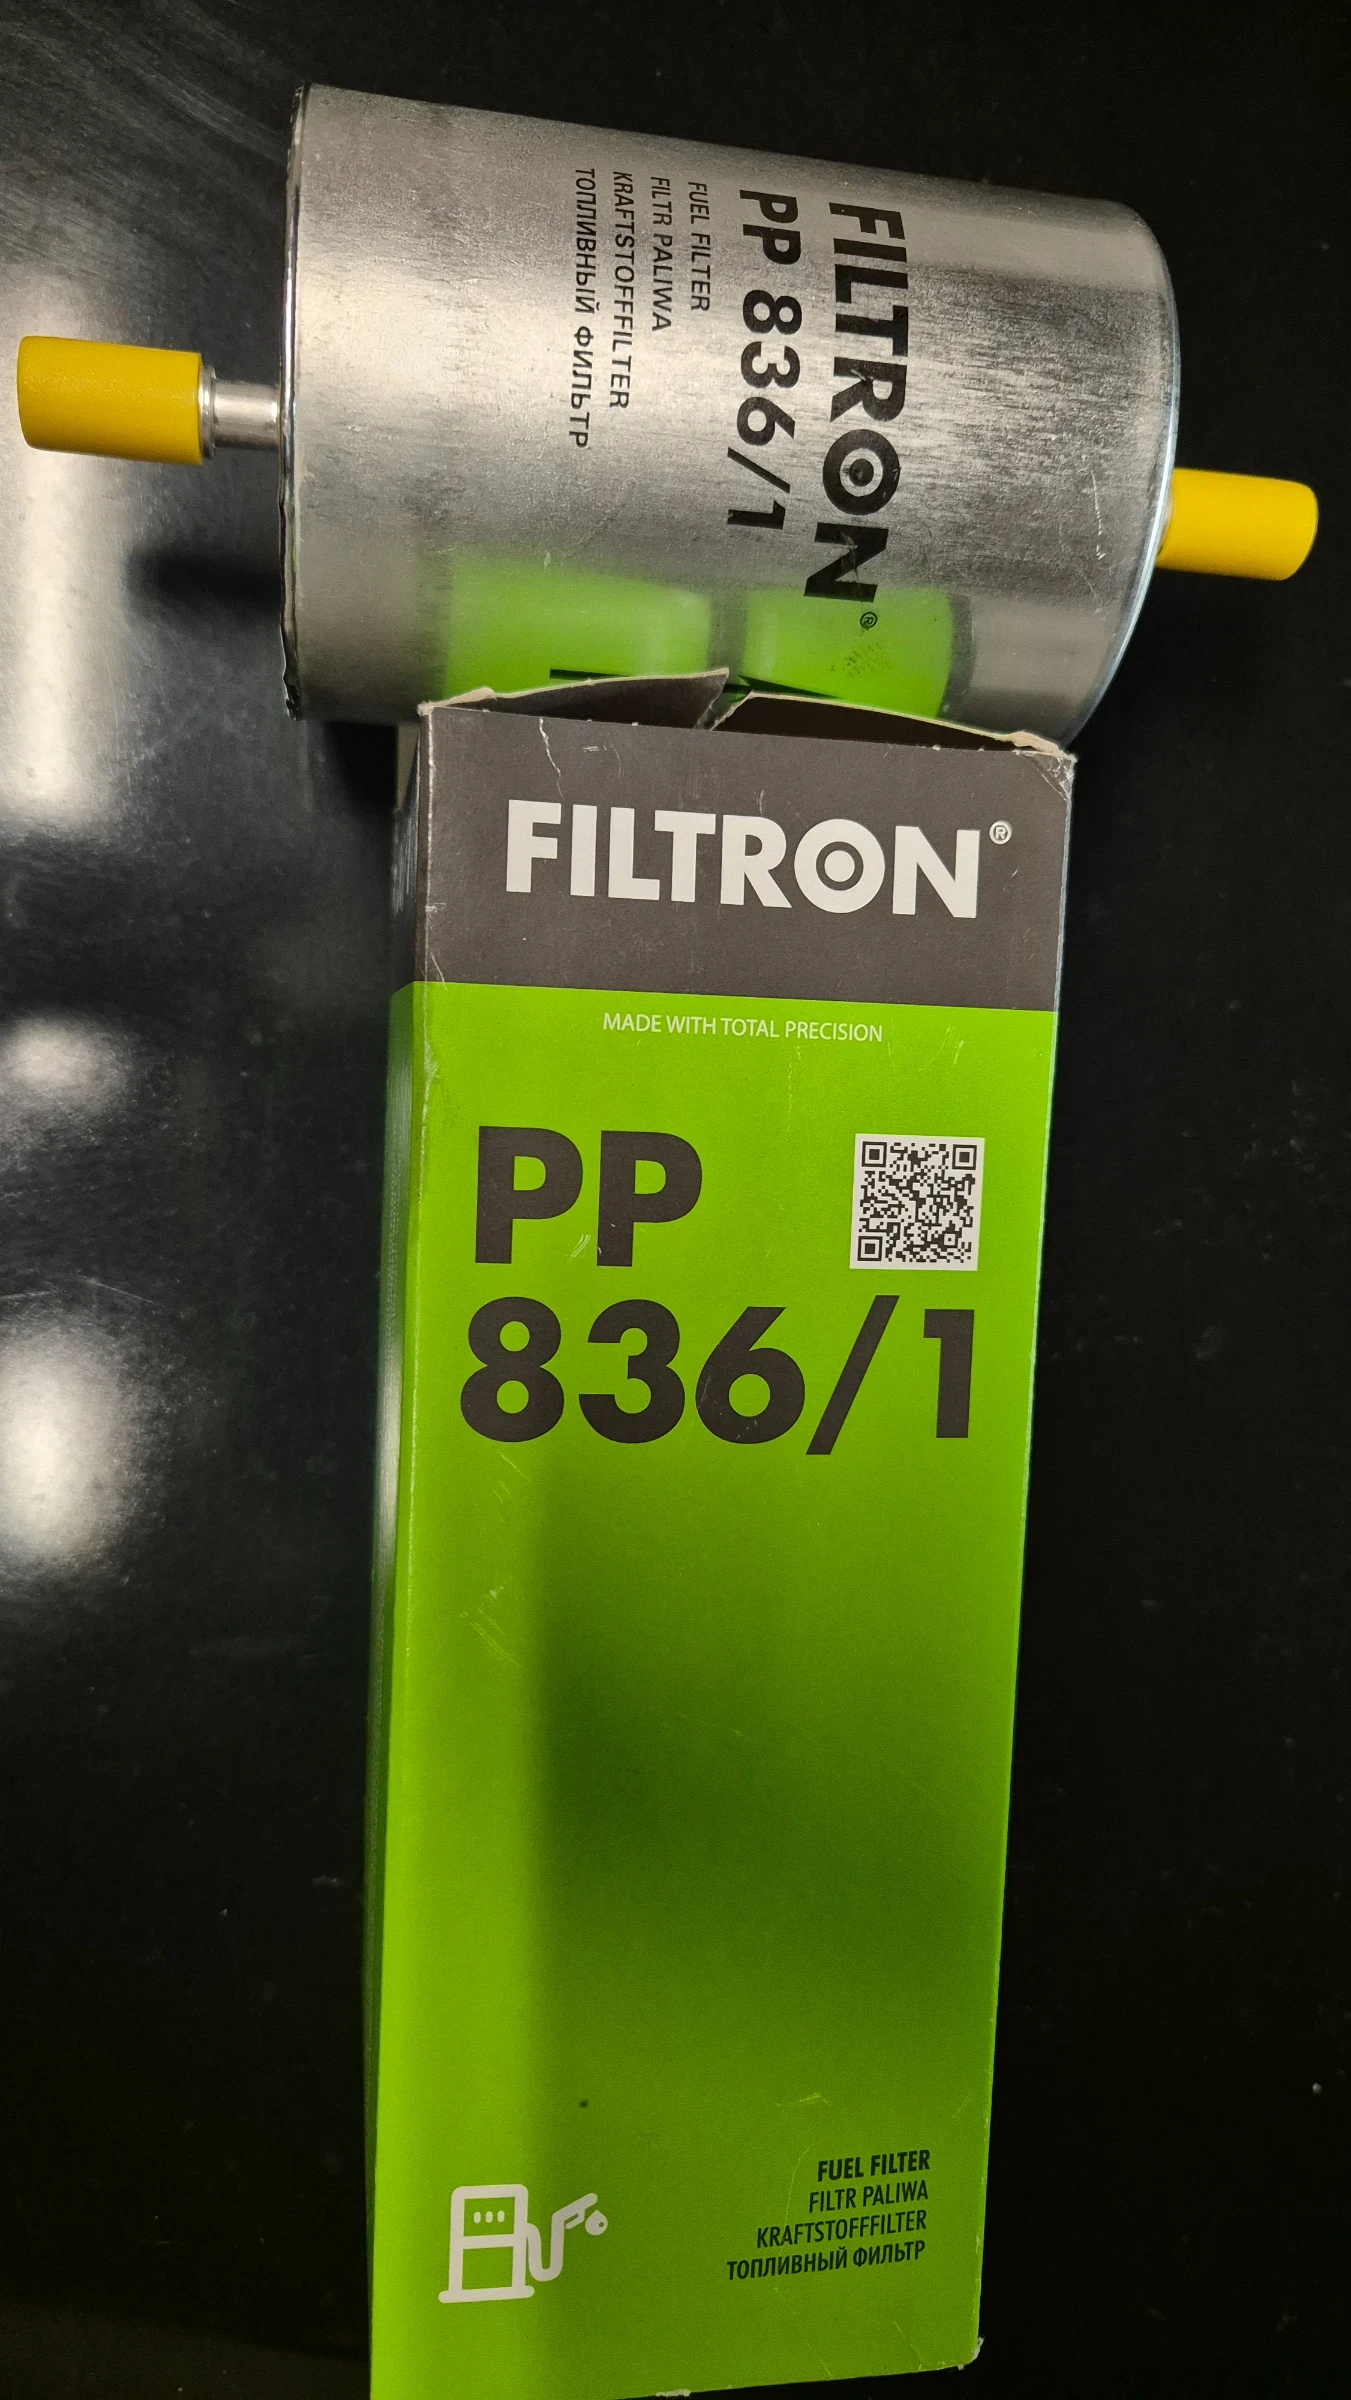 FILTRON®
PP 836/1
FUEL FILTER
FILTR PALIWA
KRAFTSTOFFFILTER
ТОПЛИВНЫЙ ФИЛЬТР
FILTRON®
MADE WITH TOTAL PRECISION
PP
836/1
FUEL FILTER
FILTR PALIWA
KRAFTSTOFFFILTER
ТОПЛИВНЫЙ ФИЛЬТР